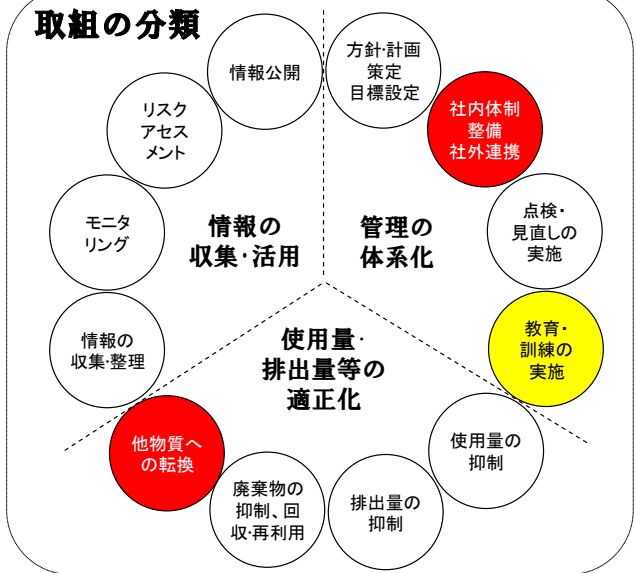 取組の分類
情報公開
方針・計画
策定
目標設定
リスク
アセス
メント
社内体制
整備
社外連携
モニタ
リング
情報の
収集・活用
管理の
体系化
点検・
見直しの
実施
情報の
収集・整理
使用量・
排出量等の
適正化
教育・
訓練の
実施
他物質へ
の転換
使用量の
抑制
廃棄物の
抑制、回
収・再利用
排出量の
抑制